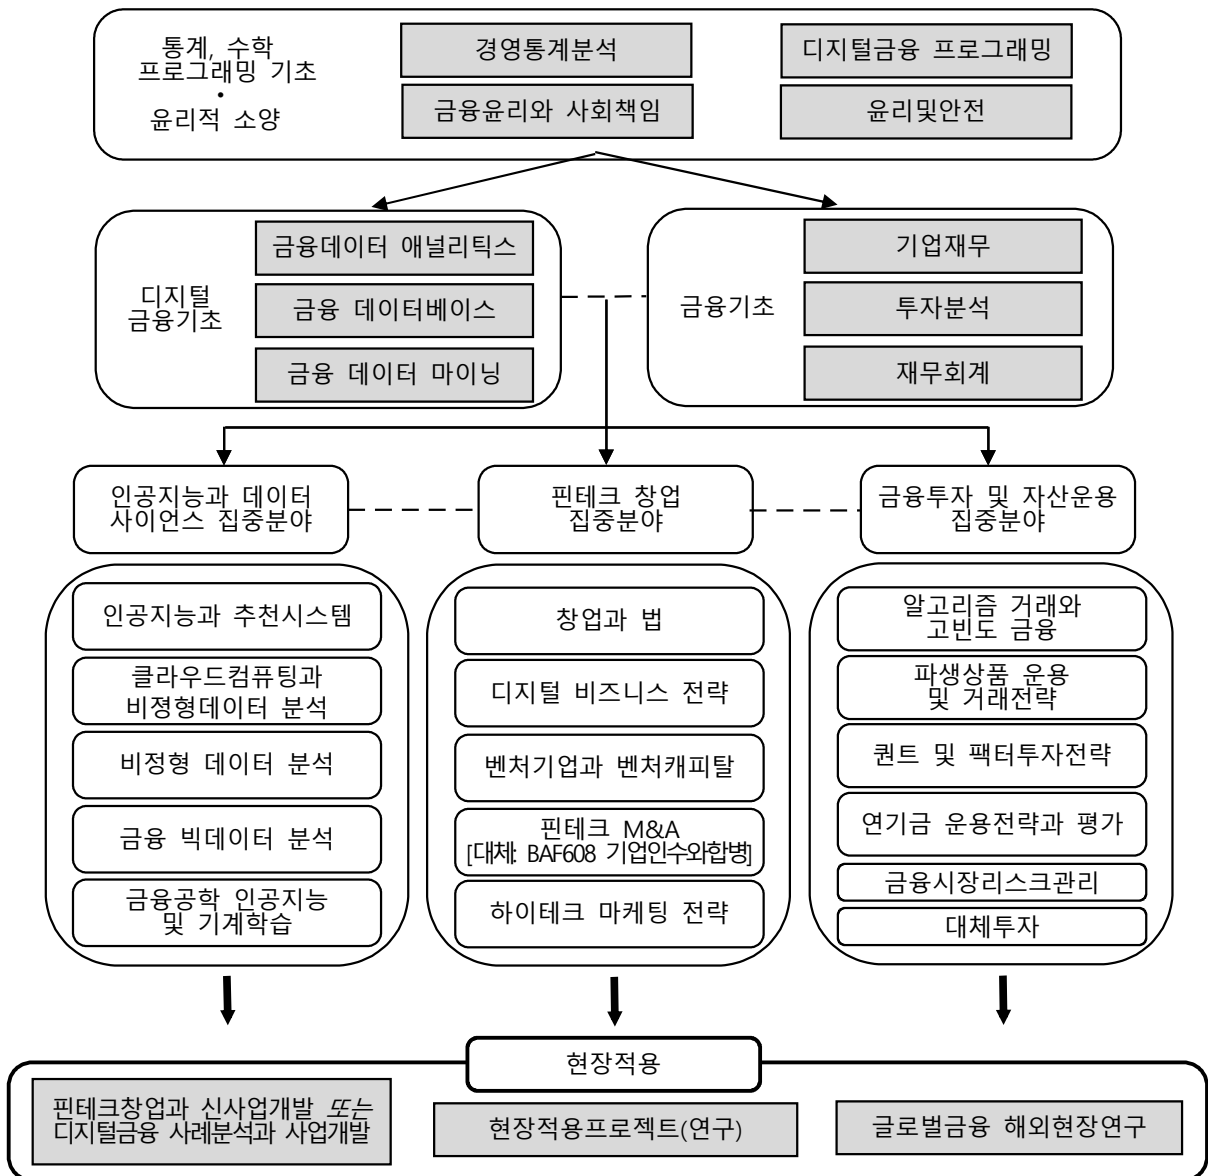 통계, 수학
프로그래밍 기초
•
윤리적 소양
경영통계분석
디지털금융 프로그래밍
금융윤리와 사회책임
윤리및안전
디지털
금융기초
금융데이터 애널리틱스
금융 데이터베이스
금융 데이터 마이닝
금융기초
기업재무
투자분석
재무회계
인공지능과 데이터
사이언스 집중분야
핀테크 창업
집중분야
금융투자 및 자산운용
집중분야
인공지능과 추천시스템
클라우드컴퓨팅과
비졍형데이터 분석
비정형 데이터 분석
금융 빅데이터 분석
금융공학 인공지능
및 기계학습
창업과 법
디지털 비즈니스 전략
벤처기업과 벤처캐피탈
핀테크 M&A
[대체: BAF608 기업인수와합병]
하이테크 마케팅 전략
알고리즘 거래와
고빈도 금융
파생상품 운용
및 거래전략
퀀트 및 팩터투자전략
연기금 운용전략과 평가
금융시장리스크관리
대체투자
현장적용
핀테크창업과 신사업개발 또는
디지털금융 사례분석과 사업개발
현장적용프로젝트(연구)
글로벌금융 해외현장연구